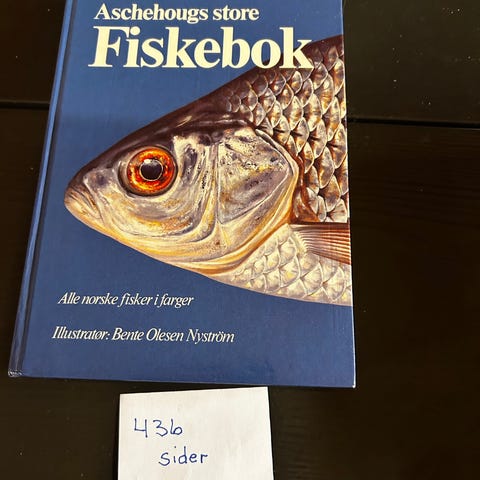 Aschehougs store
Fiskebok
Alle norske fisker i farger
Illustratør: Bente Olesen Nyström
436
sider